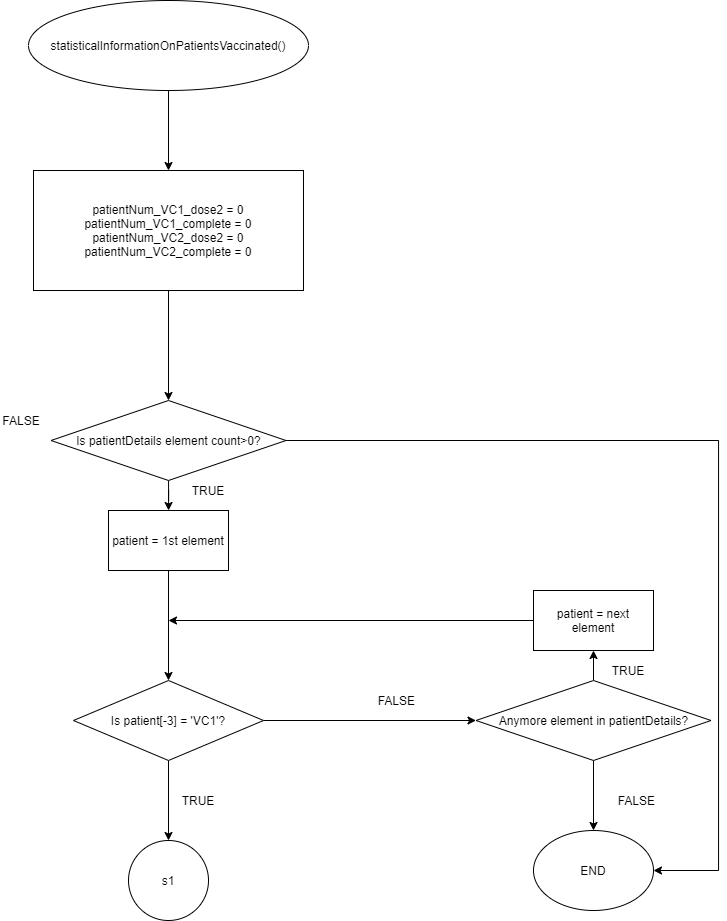 statisticalInformationOnPatientsVaccinated()
patientNum_VC1_dose2 = 0
patientNum_VC1_complete = 0
patientNum_VC2_dose2 = 0
patientNum_VC2_complete = 0
FALSE
Is patientDetails element count>0?
TRUE
patient = 1st element
patient = next
element
TRUE
FALSE
Is patient[-3] = 'VC1'?
Anymore element in patientDetails?
TRUE
FALSE
s1
END